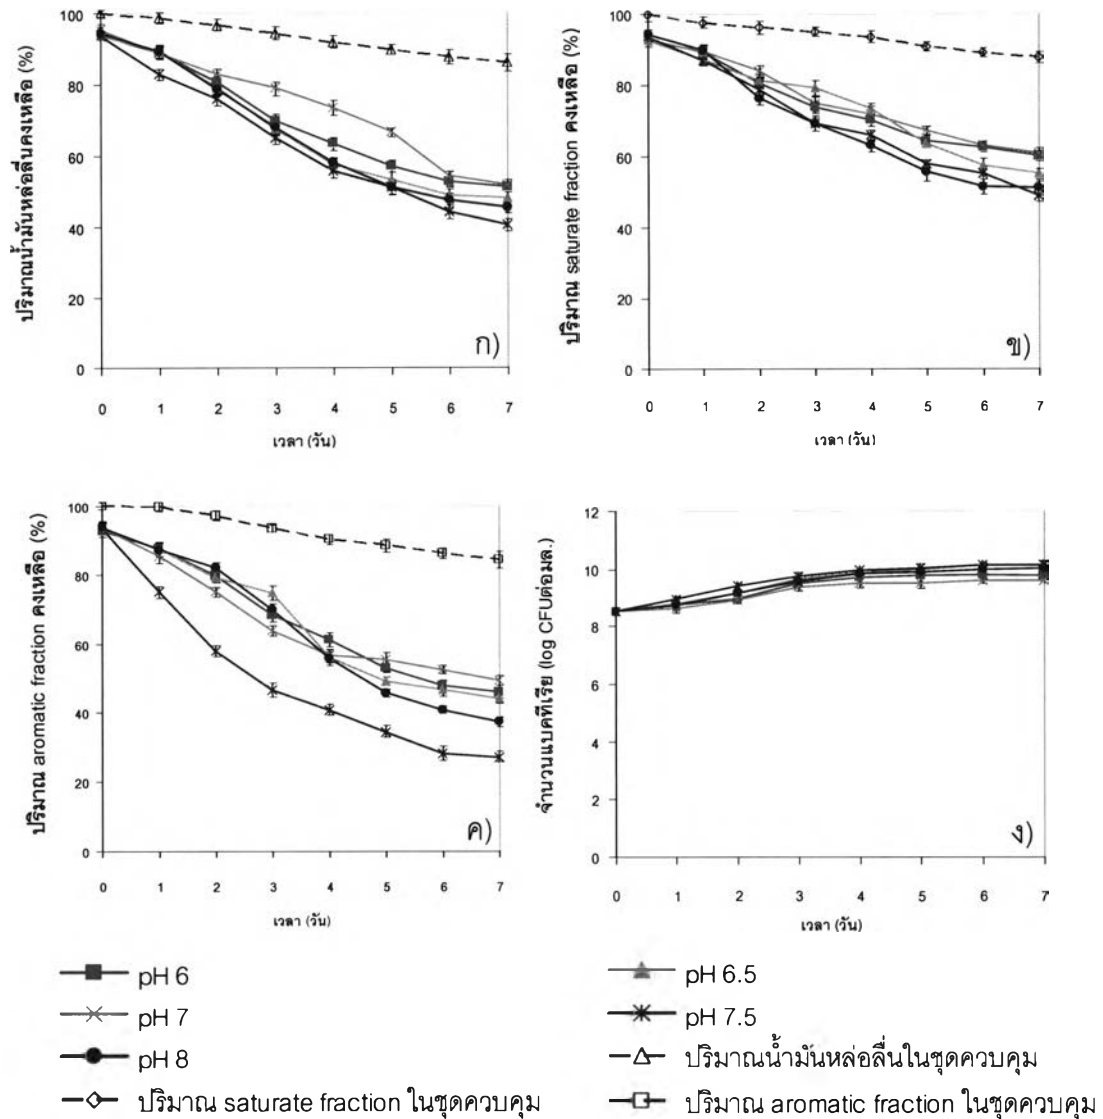 ปริมาณน้ำมันหล่อลื่นคงเหลือ (%)
100
80
60
40
20
0
0 1 2 3 4 5 6 7
เวลา (วัน)
ก)
ปริมาณ saturate fraction คงเหลือ (%)
100
80
60
40
20
0
0 1 2 3 4 5 6 7
เวลา (วัน)
ข)
ปริมาณ aromatic fraction คงเหลือ (%)
100
80
60
40
20
0
0 1 2 3 4 5 6 7
เวลา (วัน)
ค)
จำนวนแบคทีเรีย (log CFUต่อมล.)
12
10
8
6
4
2
0
0 1 2 3 4 5 6 7
เวลา (วัน)
ง)
pH 6
pH 6.5
pH 7
pH 7.5
pH 8
ปริมาณน้ำมันหล่อลื่นในชุดควบคุม
ปริมาณ saturate fraction ในชุดควบคุม
ปริมาณ aromatic fraction ในชุดควบคุม